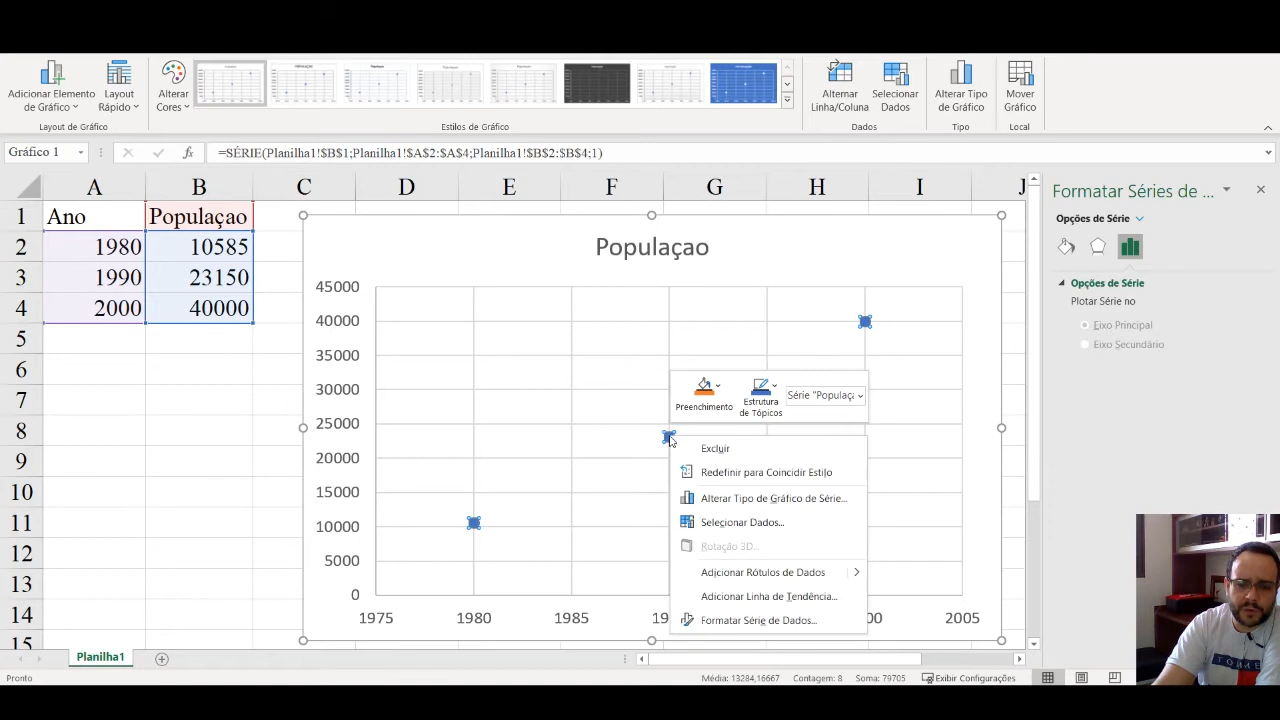 Adicionar Elemento de Gráfico
Layout Rápido
Alterar Cores
Alternar Linha/Coluna
Selecionar Dados
Alterar Tipo de Gráfico
Mover Gráfico
Layout de Gráfico
Estilos de Gráfico
Dados
Tipo
Local
Gráfico 1
fx
=SÉRIE(Planilha1!$B$1;Planilha1!$A$2:$A$4;Planilha1!$B$2:$B$4;1)
A B C D E F G H I J
1 Ano Populaçao
2 1980 10585
3 1990 23150
4 2000 40000
5
6
7
8
9
10
11
12
13
14
15
Populaçao
45000
40000
35000
30000
25000
20000
15000
10000
5000
0
1975 1980 1985 19 00 2005
Preenchimento
Estrutura de Tópicos
Série "Populaç
Excluir
Redefinir para Coincidir Estilo
Alterar Tipo de Gráfico de Série...
Selecionar Dados...
Rotação 3D...
Adicionar Rótulos de Dados
Adicionar Linha de Tendência...
Formatar Série de Dados...
Formatar Séries de ...
Opções de Série
Opções de Série
Plotar Série no
Eixo Principal
Eixo Secundário
Planilha1
Pronto
Média: 13284,16667 Contagem: 8 Soma: 79705 Exibir Configurações